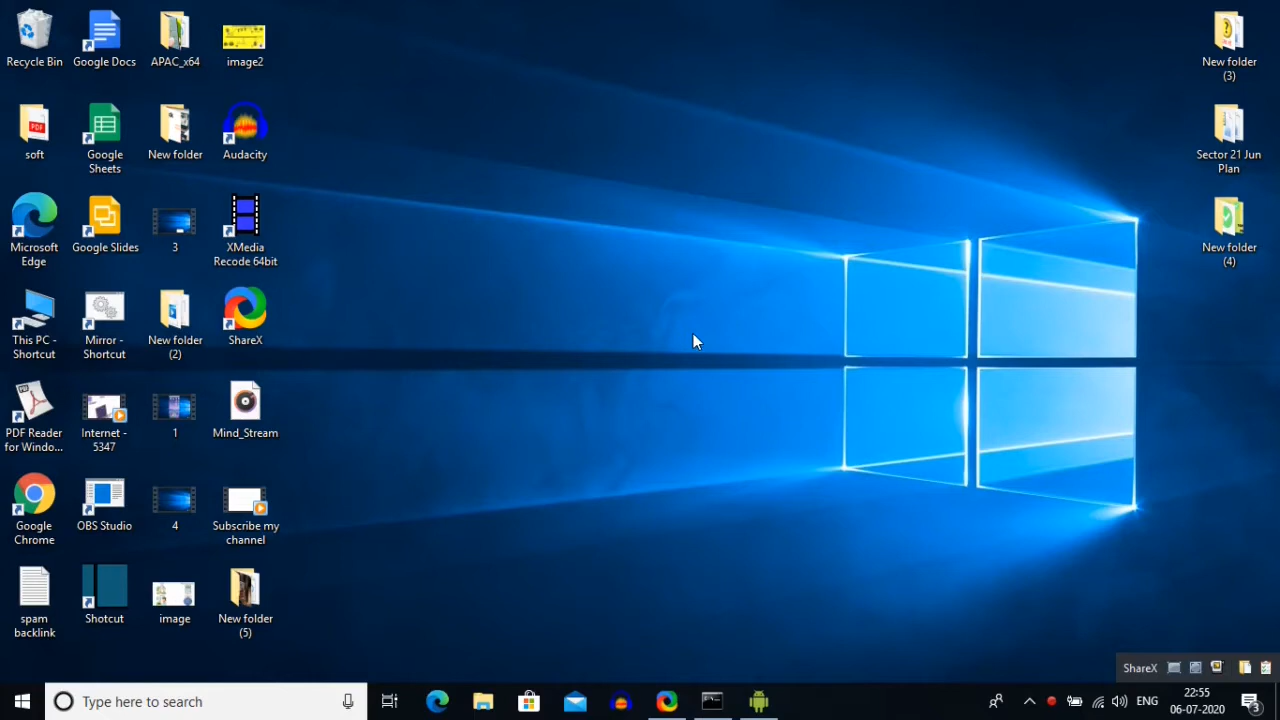 Recycle Bin
Google Docs
APAC_x64
image2
New folder
(3)
soft
Google
Sheets
New folder
Audacity
Sector 21 Jun
Plan
Microsoft
Edge
Google Slides
3
XMedia
Recode 64bit
New folder
(4)
This PC -
Shortcut
Mirror -
Shortcut
New folder
(2)
ShareX
PDF Reader
for Windo...
Internet -
5347
1
Mind_Stream
Google
Chrome
OBS Studio
4
Subscribe my
channel
spam
backlink
Shotcut
image
New folder
(5)
ShareX
Type here to search
ENG
22:55
06-07-2020
3